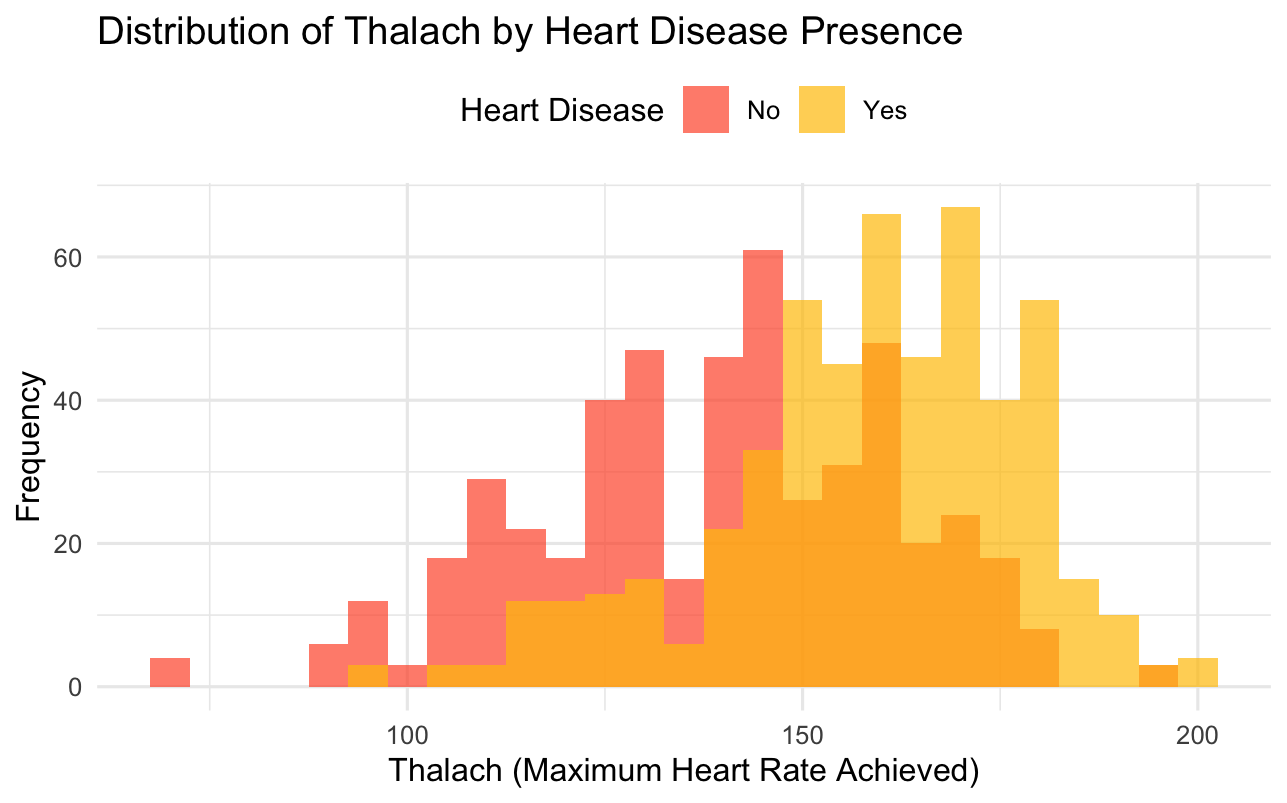 Distribution of Thalach by Heart Disease Presence
Heart Disease No Yes
60
40
20
0
Frequency
100 150 200
Thalach (Maximum Heart Rate Achieved)